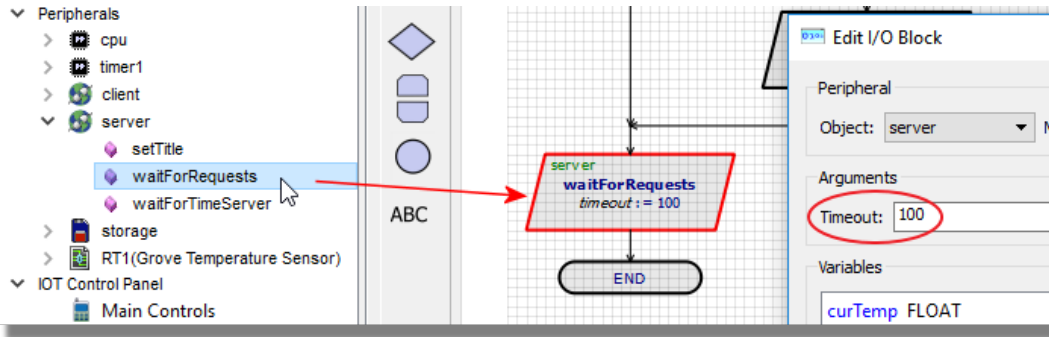 Peripherals
cpu
timer1
client
server
setTitle
waitForRequests
waitForTimeServer
storage
RT1(Grove Temperature Sensor)
IOT Control Panel
Main Controls
ABC
server
waitForRequests
timeout := 100
END
Edit I/O Block
Peripheral
Object: server M
Arguments
Timeout: 100
Variables
curTemp FLOAT